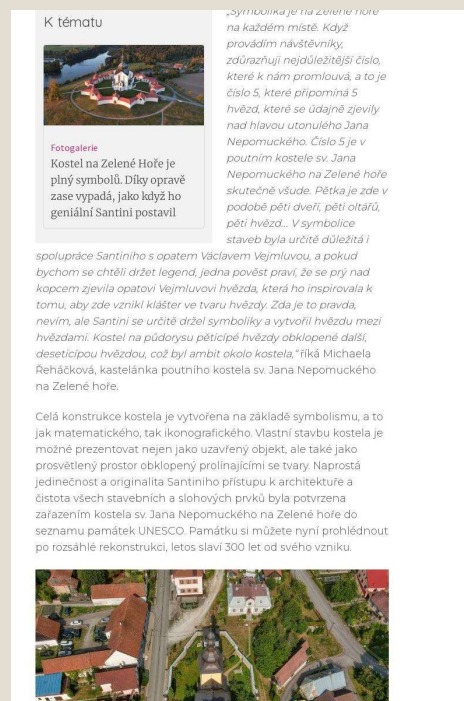 K tématu
Fotogalerie
Kostel na Zelené Hoře je
plný symbolů. Díky opravě
zase vypadá, jako když ho
geniální Santini postavil
„Symbolika je na Zelené hoře
na každém místě. Když
provádím návštěvníky,
zdůrazňuji nejdůležitější číslo,
které k nám promlouvá, a to je
číslo 5, které připomíná 5
hvězd, které se údajně zjevily
nad hlavou utonulého Jana
Nepomuckého. Číslo 5 je v
poutním kostele sv. Jana
Nepomuckého na Zelené hoře
skutečně všude. Pětka je zde v
podobě pěti dveří, pěti oltářů,
pěti hvězd... V symbolice
staveb byla určitě důležitá i
spolupráce Santiniho s opatem Václavem Vejmluvou, a pokud
bychom se chtěli držet legend, jedna pověst praví, že se prý nad
kopcem zjevila opatovi Vejmluvovi hvězda, která ho inspirovala k
tomu, aby zde vznikl klášter ve tvaru hvězdy. Zda je to pravda,
nevím, ale Santini se určitě držel symboliky a vytvořil hvězdu mezi
hvězdami. Kostel na půdorysu pěticípé hvězdy obklopené další,
deseticípou hvězdou, což byl ambit okolo kostela,“ říká Michaela
Řeháčková, kastelánka poutního kostela sv. Jana Nepomuckého
na Zelené hoře.
Celá konstrukce kostela je vytvořena na základě symbolismu, a to
jak matematického, tak ikonografického. Vlastní stavbu kostela je
možné prezentovat nejen jako uzavřený objekt, ale také jako
prosvětlený prostor obklopený prolínajícími se tvary. Naprostá
jedinečnost a originalita Santiniho přístupu k architektuře a
čistota všech stavebních a slohových prvků byla potvrzena
zařazením kostela sv. Jana Nepomuckého na Zelené hoře do
seznamu památek UNESCO. Památku si můžete nyní prohlédnout
po rozsáhlé rekonstrukci, letos slaví 300 let od svého vzniku.